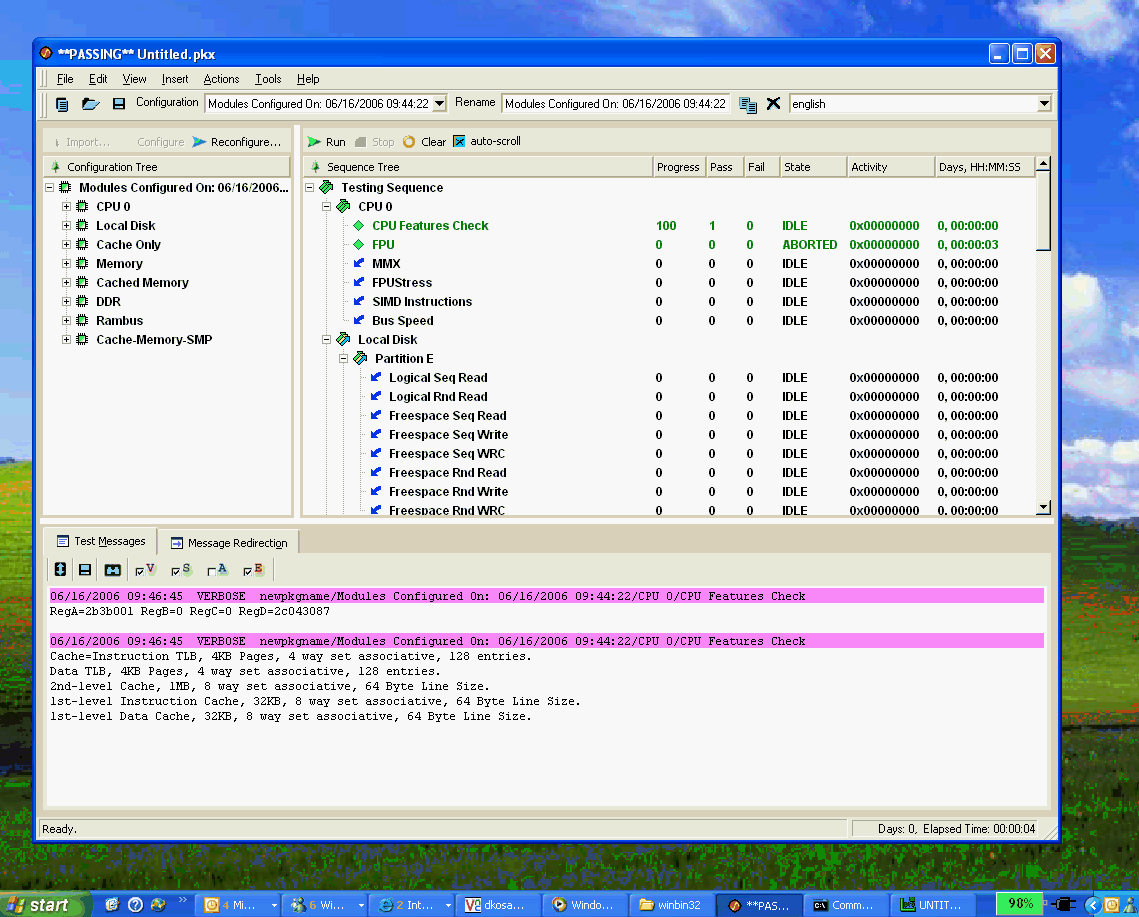 **PASSING** Untitled.pkx
File Edit View Insert Actions Tools Help
Configuration Modules Configured On: 06/16/2006 09:44:22 Rename Modules Configured On: 06/16/2006 09:44:22 english
Import... Configure Reconfigure...
Run Stop Clear auto-scroll
Configuration Tree
Modules Configured On: 06/16/2006...
CPU 0
Local Disk
Cache Only
Memory
Cached Memory
DDR
Rambus
Cache-Memory-SMP
Sequence Tree Progress Pass Fail State Activity Days, HH:MM:SS
Testing Sequence
CPU 0
CPU Features Check 100 1 0 IDLE 0x00000000 0, 00:00:00
FPU 0 0 0 ABORTED 0x00000000 0, 00:00:03
MMX 0 0 0 IDLE 0x00000000 0, 00:00:00
FPUStress 0 0 0 IDLE 0x00000000 0, 00:00:00
SIMD Instructions 0 0 0 IDLE 0x00000000 0, 00:00:00
Bus Speed 0 0 0 IDLE 0x00000000 0, 00:00:00
Local Disk
Partition E
Logical Seq Read 0 0 0 IDLE 0x00000000 0, 00:00:00
Logical Rnd Read 0 0 0 IDLE 0x00000000 0, 00:00:00
Freespace Seq Read 0 0 0 IDLE 0x00000000 0, 00:00:00
Freespace Seq Write 0 0 0 IDLE 0x00000000 0, 00:00:00
Freespace Seq WRC 0 0 0 IDLE 0x00000000 0, 00:00:00
Freespace Rnd Read 0 0 0 IDLE 0x00000000 0, 00:00:00
Freespace Rnd Write 0 0 0 IDLE 0x00000000 0, 00:00:00
Freespace Rnd WRC 0 0 0 IDLE 0x00000000 0, 00:00:00
Test Messages Message Redirection
V S A E
06/16/2006 09:46:45 VERBOSE newpkgname/Modules Configured On: 06/16/2006 09:44:22/CPU 0/CPU Features Check
RegA=2b3b001 RegB=0 RegC=0 RegD=2c043087
06/16/2006 09:46:45 VERBOSE newpkgname/Modules Configured On: 06/16/2006 09:44:22/CPU 0/CPU Features Check
Cache=Instruction TLB, 4KB Pages, 4 way set associative, 128 entries.
Data TLB, 4KB Pages, 4 way set associative, 128 entries.
2nd-level Cache, 1MB, 8 way set associative, 64 Byte Line Size.
1st-level Instruction Cache, 32KB, 8 way set associative, 64 Byte Line Size.
1st-level Data Cache, 32KB, 8 way set associative, 64 Byte Line Size.
Ready. Days: 0, Elapsed Time: 00:00:04
start 4 Mi... 6 Wi... 2 Int... dkosa... Windo... winbin32 **PAS... Comm... UNTIT... 98%